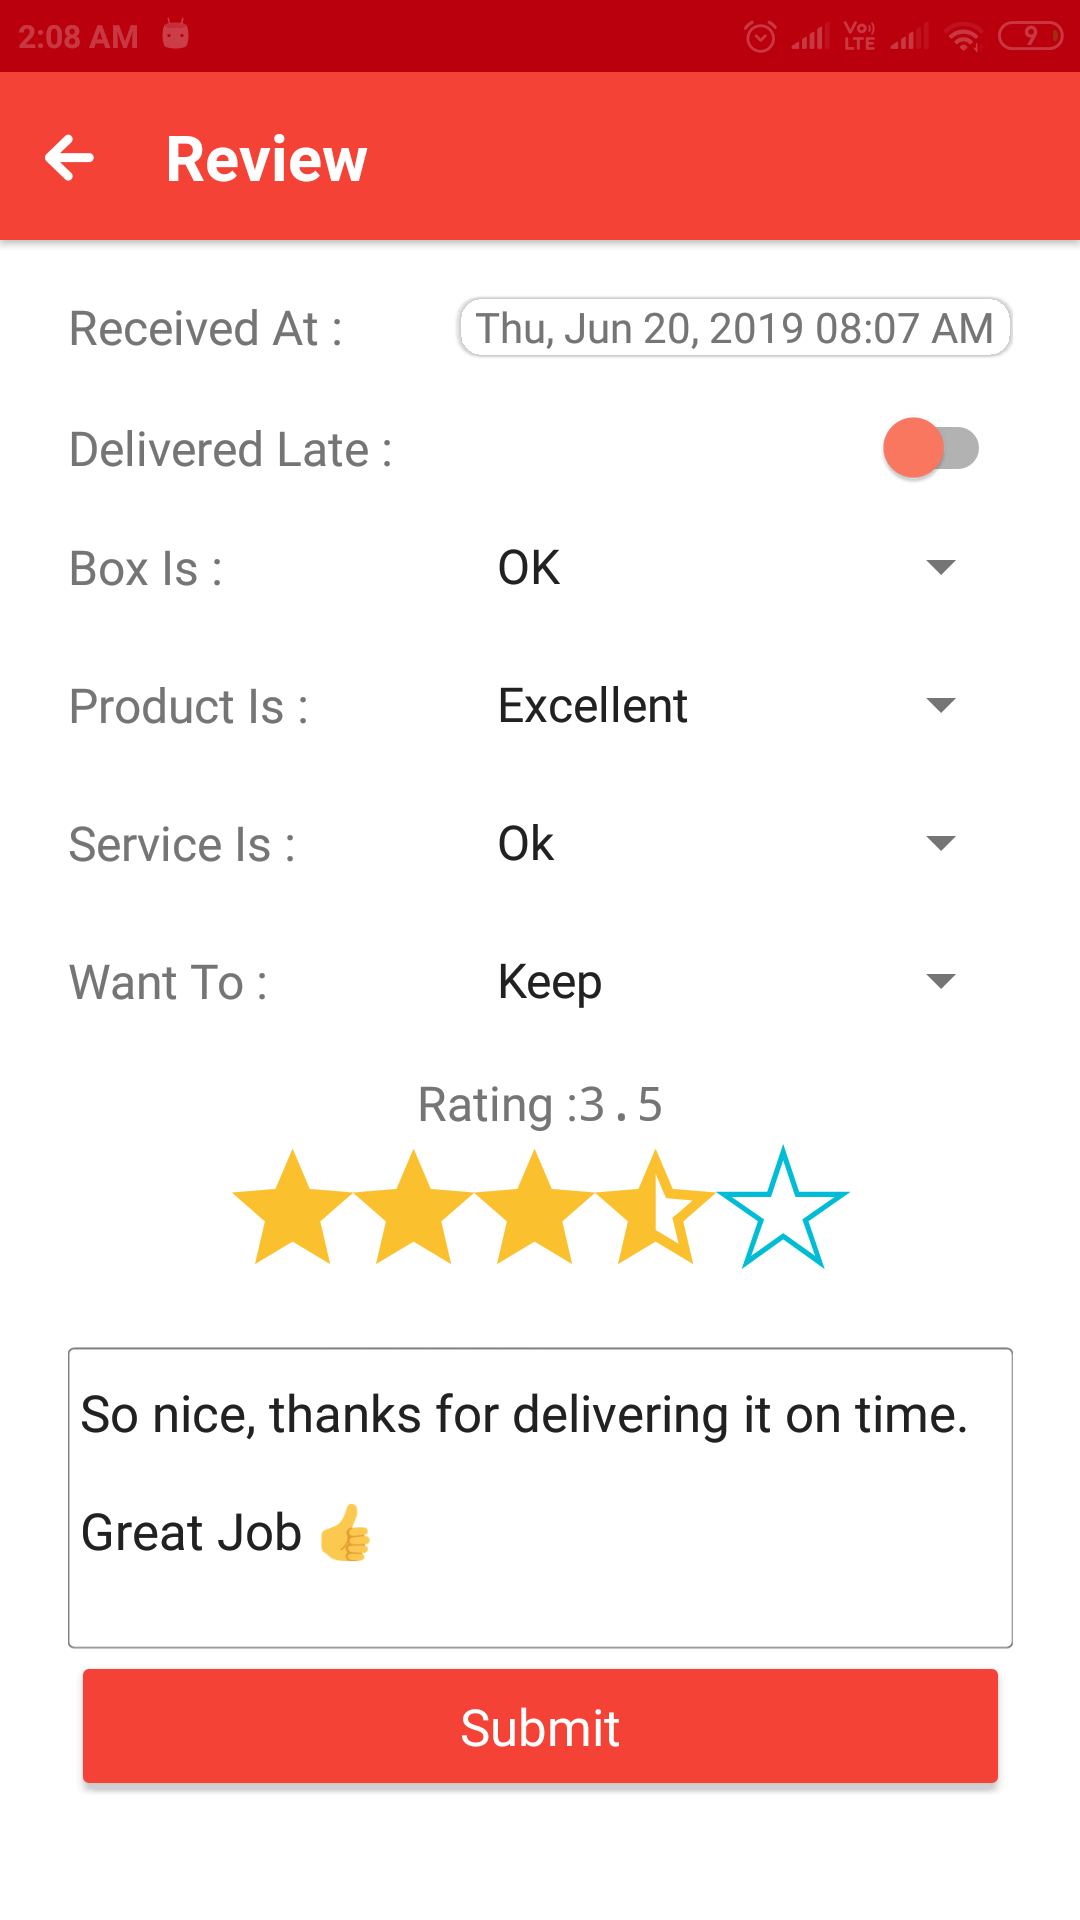 2:08 AM Vo)) LTE 9
Review
Received At : Thu, Jun 20, 2019 08:07 AM
Delivered Late :
Box Is : OK
Product Is : Excellent
Service Is : Ok
Want To : Keep
Rating :3.5
So nice, thanks for delivering it on time.
Great Job 👍
Submit